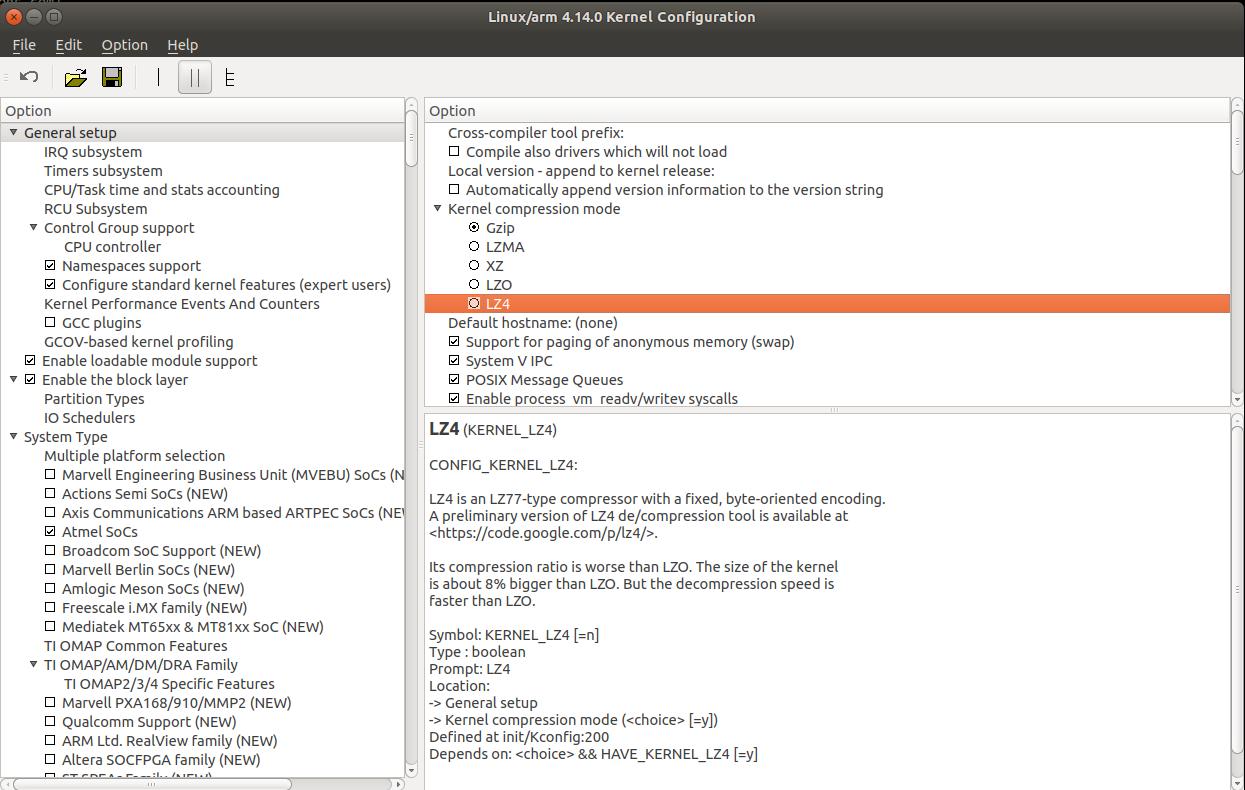 Linux/arm 4.14.0 Kernel Configuration
File Edit Option Help
Option
General setup
IRQ subsystem
Timers subsystem
CPU/Task time and stats accounting
RCU Subsystem
Control Group support
CPU controller
Namespaces support
Configure standard kernel features (expert users)
Kernel Performance Events And Counters
GCC plugins
GCOV-based kernel profiling
Enable loadable module support
Enable the block layer
Partition Types
IO Schedulers
System Type
Multiple platform selection
Marvell Engineering Business Unit (MVEBU) SoCs (N
Actions Semi SoCs (NEW)
Axis Communications ARM based ARTPEC SoCs (NE
Atmel SoCs
Broadcom SoC Support (NEW)
Marvell Berlin SoCs (NEW)
Amlogic Meson SoCs (NEW)
Freescale i.MX family (NEW)
Mediatek MT65xx & MT81xx SoC (NEW)
TI OMAP Common Features
TI OMAP/AM/DM/DRA Family
TI OMAP2/3/4 Specific Features
Marvell PXA168/910/MMP2 (NEW)
Qualcomm Support (NEW)
ARM Ltd. RealView family (NEW)
Altera SOCFPGA family (NEW)
Option
Cross-compiler tool prefix:
Compile also drivers which will not load
Local version - append to kernel release:
Automatically append version information to the version string
Kernel compression mode
Gzip
LZMA
XZ
LZO
LZ4
Default hostname: (none)
Support for paging of anonymous memory (swap)
System V IPC
POSIX Message Queues
Enable process_vm_readv/writev syscalls
LZ4 (KERNEL_LZ4)
CONFIG_KERNEL_LZ4:
LZ4 is an LZ77-type compressor with a fixed, byte-oriented encoding.
A preliminary version of LZ4 de/compression tool is available at
<https://code.google.com/p/lz4/>.
Its compression ratio is worse than LZO. The size of the kernel
is about 8% bigger than LZO. But the decompression speed is
faster than LZO.
Symbol: KERNEL_LZ4 [=n]
Type : boolean
Prompt: LZ4
Location:
-> General setup
-> Kernel compression mode (<choice> [=y])
Defined at init/Kconfig:200
Depends on: <choice> && HAVE_KERNEL_LZ4 [=y]